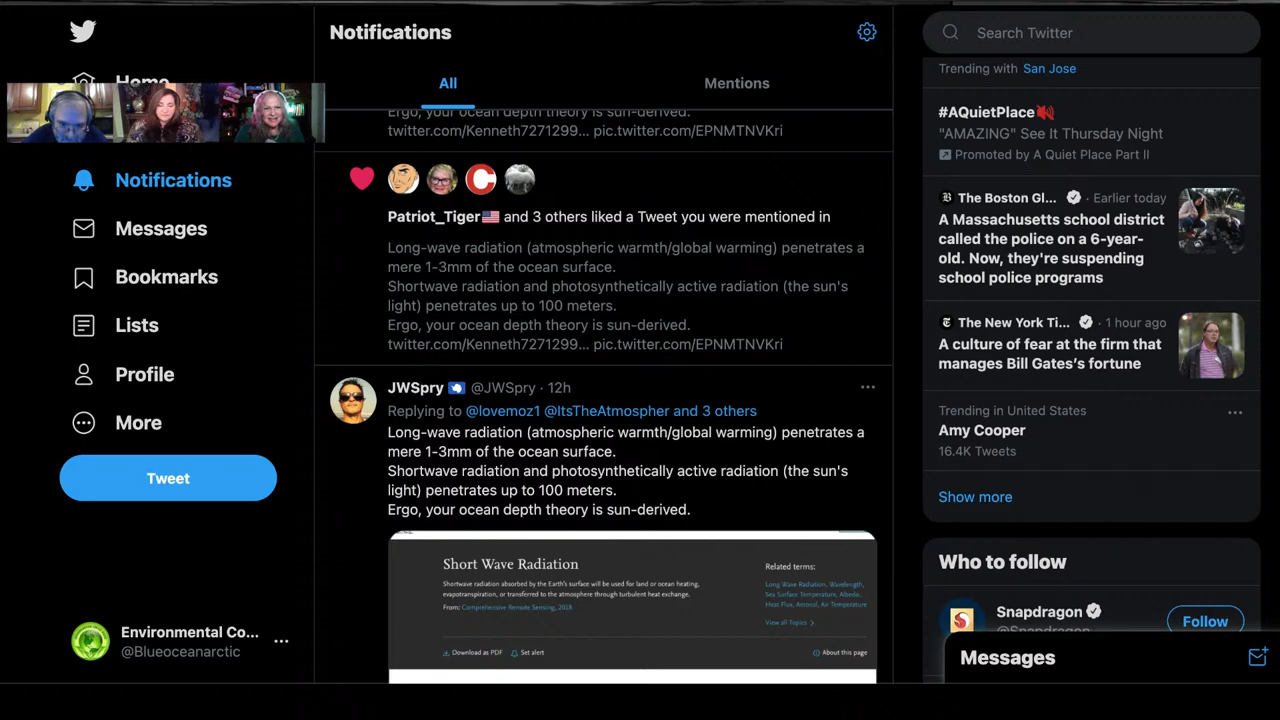 Home
Notifications
Messages
Bookmarks
Lists
Profile
More
Tweet
Environmental Co...
@Blueoceanarctic
Notifications
All
Mentions
Ergo, your ocean depth theory is sun-derived.
twitter.com/Kenneth7271299... pic.twitter.com/EPNMTNVKri
Patriot_Tiger🇺🇸 and 3 others liked a Tweet you were mentioned in
Long-wave radiation (atmospheric warmth/global warming) penetrates a
mere 1-3mm of the ocean surface.
Shortwave radiation and photosynthetically active radiation (the sun's
light) penetrates up to 100 meters.
Ergo, your ocean depth theory is sun-derived.
twitter.com/Kenneth7271299... pic.twitter.com/EPNMTNVKri
JWSpry 🇦🇶 @JWSpry · 12h
Replying to @lovemoz1 @ItsTheAtmospher and 3 others
Long-wave radiation (atmospheric warmth/global warming) penetrates a
mere 1-3mm of the ocean surface.
Shortwave radiation and photosynthetically active radiation (the sun's
light) penetrates up to 100 meters.
Ergo, your ocean depth theory is sun-derived.
Short Wave Radiation
Shortwave radiation absorbed by the Earth's surface will be used for land or ocean heating,
evapotranspiration, or transferred to the atmosphere through turbulent heat exchange.
From: Comprehensive Remote Sensing, 2018
Related terms:
Long Wave Radiation, Wavelength,
Sea Surface Temperature, Albedo,
Heat Flux, Aerosol, Air Temperature
View all Topics >
Download as PDF
Set alert
About this page
Search Twitter
Trending with San Jose
#AQuietPlace
"AMAZING" See It Thursday Night
Promoted by A Quiet Place Part II
The Boston Gl... · Earlier today
A Massachusetts school district
called the police on a 6-year-
old. Now, they're suspending
school police programs
The New York Ti... · 1 hour ago
A culture of fear at the firm that
manages Bill Gates’s fortune
Trending in United States
Amy Cooper
16.4K Tweets
Show more
Who to follow
Snapdragon
@Snapdragon
Follow
Messages